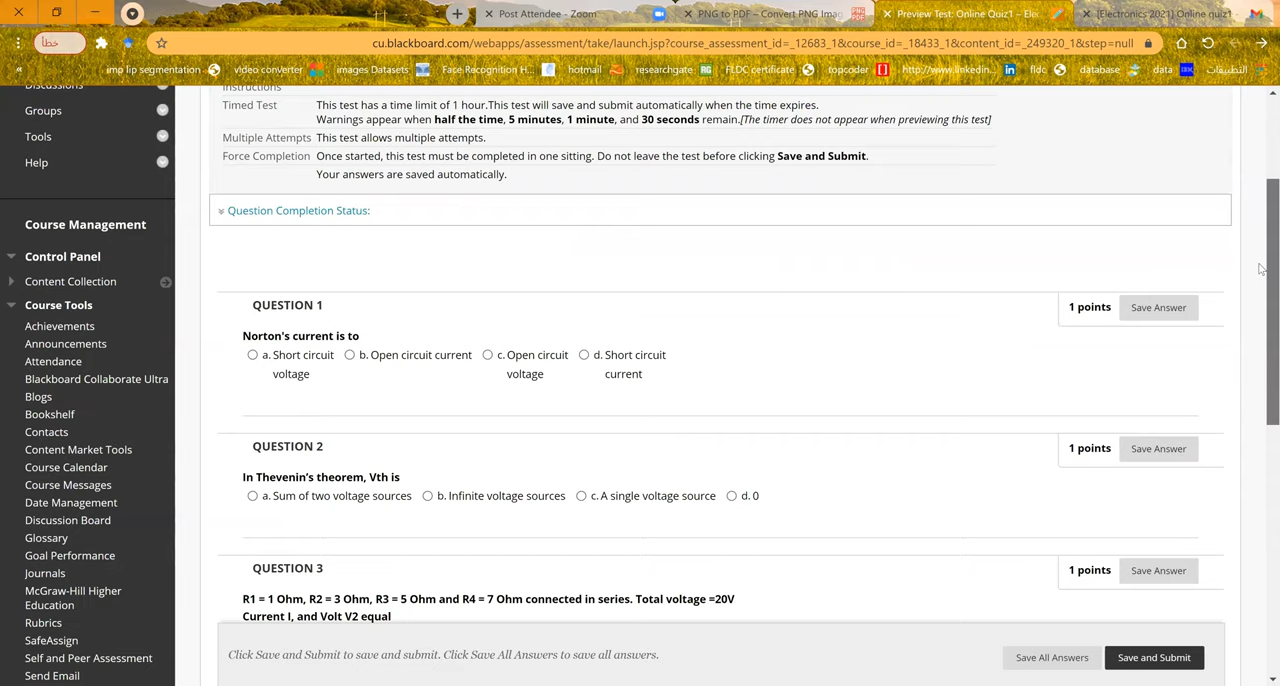 Post Attendee - Zoom
PNG to PDF – Convert PNG Imag
Preview Test: Online Quiz1 – Elec
[Electronics 2021] Online quiz1 -
خطأ
cu.blackboard.com/webapps/assessment/take/launch.jsp?course_assessment_id=_12683_1&course_id=_18433_1&content_id=_249320_1&step=null
imp lip segmentation
video converter
images Datasets
Face Recognition H...
hotmail
researchgate
FLDC certificate
topcoder
http://www.linkedin...
fldc
database
data
التطبيقات
Discussions
Groups
Tools
Help
Course Management
Control Panel
Content Collection
Course Tools
Achievements
Announcements
Attendance
Blackboard Collaborate Ultra
Blogs
Bookshelf
Contacts
Content Market Tools
Course Calendar
Course Messages
Date Management
Discussion Board
Glossary
Goal Performance
Journals
McGraw-Hill Higher
Education
Rubrics
SafeAssign
Self and Peer Assessment
Send Email
Instructions
Timed Test This test has a time limit of 1 hour.This test will save and submit automatically when the time expires.
Warnings appear when half the time, 5 minutes, 1 minute, and 30 seconds remain.[The timer does not appear when previewing this test]
Multiple Attempts This test allows multiple attempts.
Force Completion Once started, this test must be completed in one sitting. Do not leave the test before clicking Save and Submit.
Your answers are saved automatically.
Question Completion Status:
QUESTION 1
1 points Save Answer
Norton's current is to
a. Short circuit voltage
b. Open circuit current
c. Open circuit voltage
d. Short circuit current
QUESTION 2
1 points Save Answer
In Thevenin’s theorem, Vth is
a. Sum of two voltage sources b. Infinite voltage sources c. A single voltage source d. 0
QUESTION 3
1 points Save Answer
R1 = 1 Ohm, R2 = 3 Ohm, R3 = 5 Ohm and R4 = 7 Ohm connected in series. Total voltage =20V
Current I, and Volt V2 equal
Click Save and Submit to save and submit. Click Save All Answers to save all answers.
Save All Answers
Save and Submit